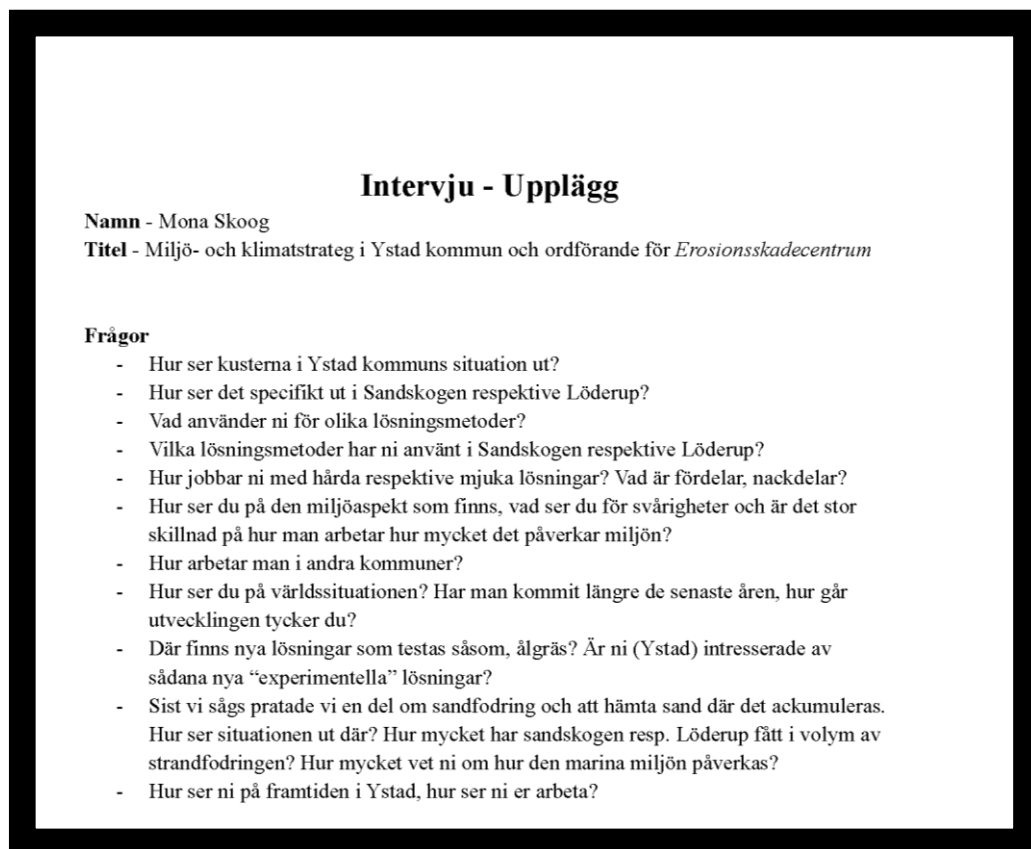 Intervju - Upplägg
Namn - Mona Skoog
Titel - Miljö- och klimatstrateg i Ystad kommun och ordförande för Erosionsskadecentrum
Frågor
- Hur ser kusterna i Ystad kommuns situation ut?
- Hur ser det specifikt ut i Sandskogen respektive Löderup?
- Vad använder ni för olika lösningsmetoder?
- Vilka lösningsmetoder har ni använt i Sandskogen respektive Löderup?
- Hur jobbar ni med hårda respektive mjuka lösningar? Vad är fördelar, nackdelar?
- Hur ser du på den miljöaspekt som finns, vad ser du för svårigheter och är det stor
skillnad på hur man arbetar hur mycket det påverkar miljön?
- Hur arbetar man i andra kommuner?
- Hur ser du på världssituationen? Har man kommit längre de senaste åren, hur går
utvecklingen tycker du?
- Där finns nya lösningar som testas såsom, ålgräs? Är ni (Ystad) intresserade av
sådana nya “experimentella” lösningar?
- Sist vi sågs pratade vi en del om sandfodring och att hämta sand där det ackumuleras.
Hur ser situationen ut där? Hur mycket har sandskogen resp. Löderup fått i volym av
strandfodringen? Hur mycket vet ni om hur den marina miljön påverkas?
- Hur ser ni på framtiden i Ystad, hur ser ni er arbeta?